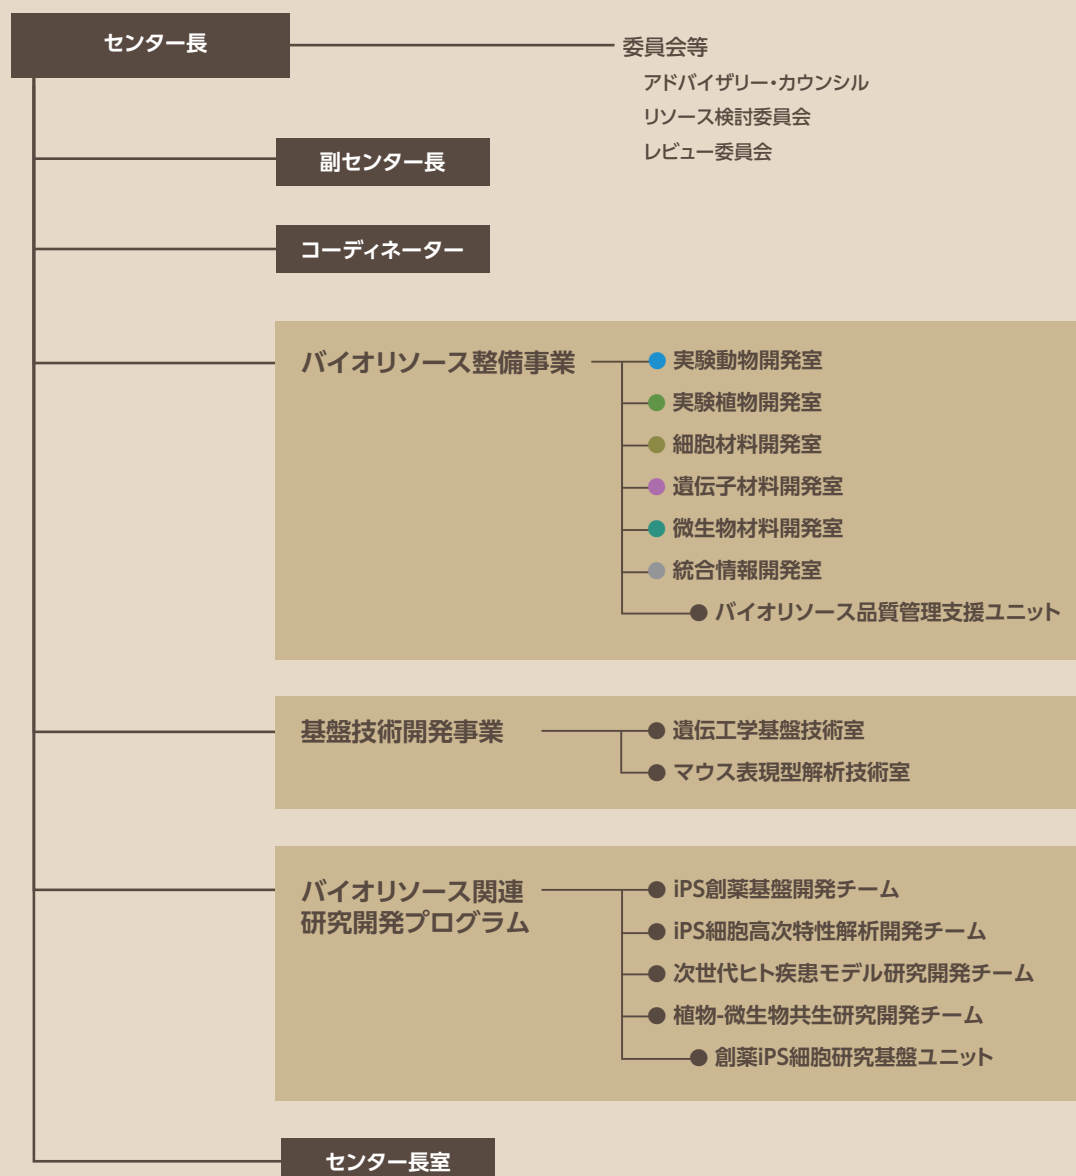 センター長
委員会等
アドバイザリー・カウンシル
リソース検討委員会
レビュー委員会
副センター長
コーディネーター
バイオリソース整備事業
実験動物開発室
実験植物開発室
細胞材料開発室
遺伝子材料開発室
微生物材料開発室
統合情報開発室
バイオリソース品質管理支援ユニット
基盤技術開発事業
遺伝工学基盤技術室
マウス表現型解析技術室
バイオリソース関連
研究開発プログラム
iPS創薬基盤開発チーム
iPS細胞高次特性解析開発チーム
次世代ヒト疾患モデル研究開発チーム
植物-微生物共生研究開発チーム
創薬iPS細胞研究基盤ユニット
センター長室